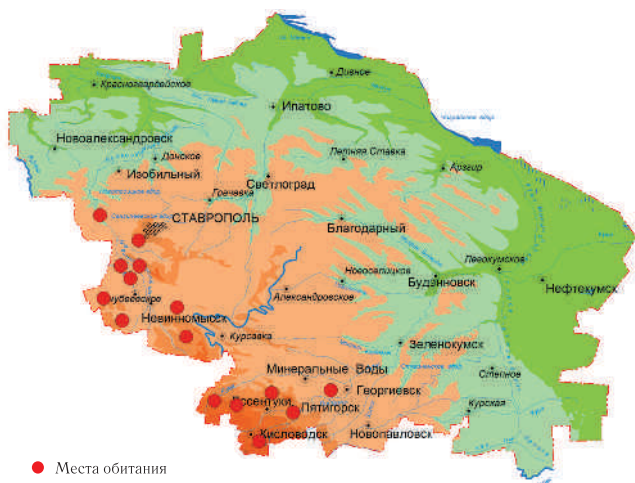 Дивное
Красногвардейское
Ипатово
Новоалександровск
Донское
Летняя Ставка
Арзгир
Изобильный
Светлоград
Грачевка
СТАВРОПОЛЬ
Благодарный
Левокумское
Новоселицкое
Буденновск
Нефтекумск
Александровское
Невинномысск
Курсавка
Зеленокумск
Минеральные Воды
Степное
Ессентуки
Георгиевск
Пятигорск
Курская
Кисловодск
Новопавловск
Места обитания